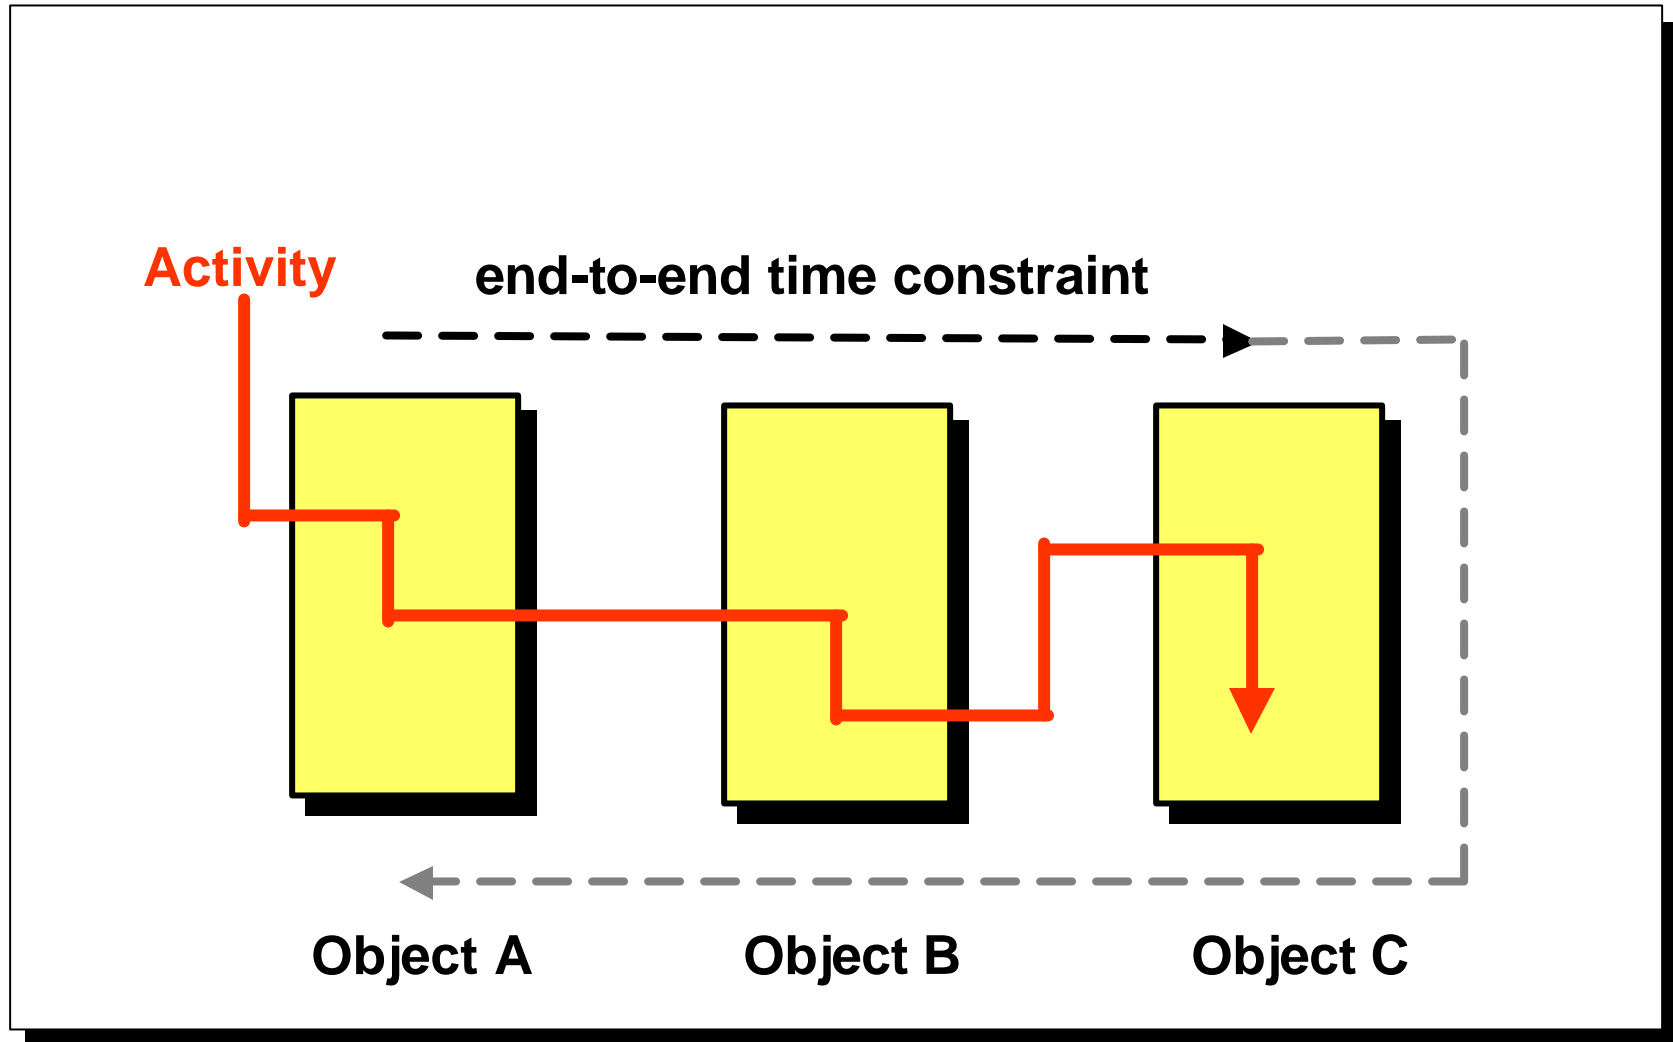 Activity
end-to-end time constraint
Object A
Object B
Object C